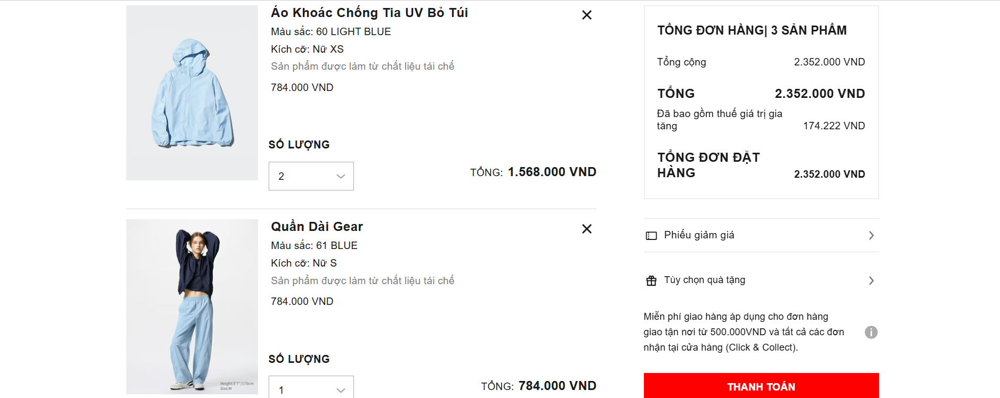 Áo Khoác Chống Tia UV Bỏ Túi
Màu sắc: 60 LIGHT BLUE
Kích cỡ: Nữ XS
Sản phẩm được làm từ chất liệu tái chế
784.000 VND
SỐ LƯỢNG
2
TỔNG: 1.568.000 VND
Quần Dài Gear
Màu sắc: 61 BLUE
Kích cỡ: Nữ S
Sản phẩm được làm từ chất liệu tái chế
784.000 VND
Height:5'7"/170cm
Size:M
SỐ LƯỢNG
1
TỔNG: 784.000 VND
TỔNG ĐƠN HÀNG| 3 SẢN PHẨM
Tổng cộng 2.352.000 VND
TỔNG 2.352.000 VND
Đã bao gồm thuế giá trị gia
tăng 174.222 VND
TỔNG ĐƠN ĐẶT
HÀNG 2.352.000 VND
Phiếu giảm giá
Tùy chọn quà tặng
Miễn phí giao hàng áp dụng cho đơn hàng
giao tận nơi từ 500.000VND và tất cả các đơn
nhận tại cửa hàng (Click & Collect).
THANH TOÁN